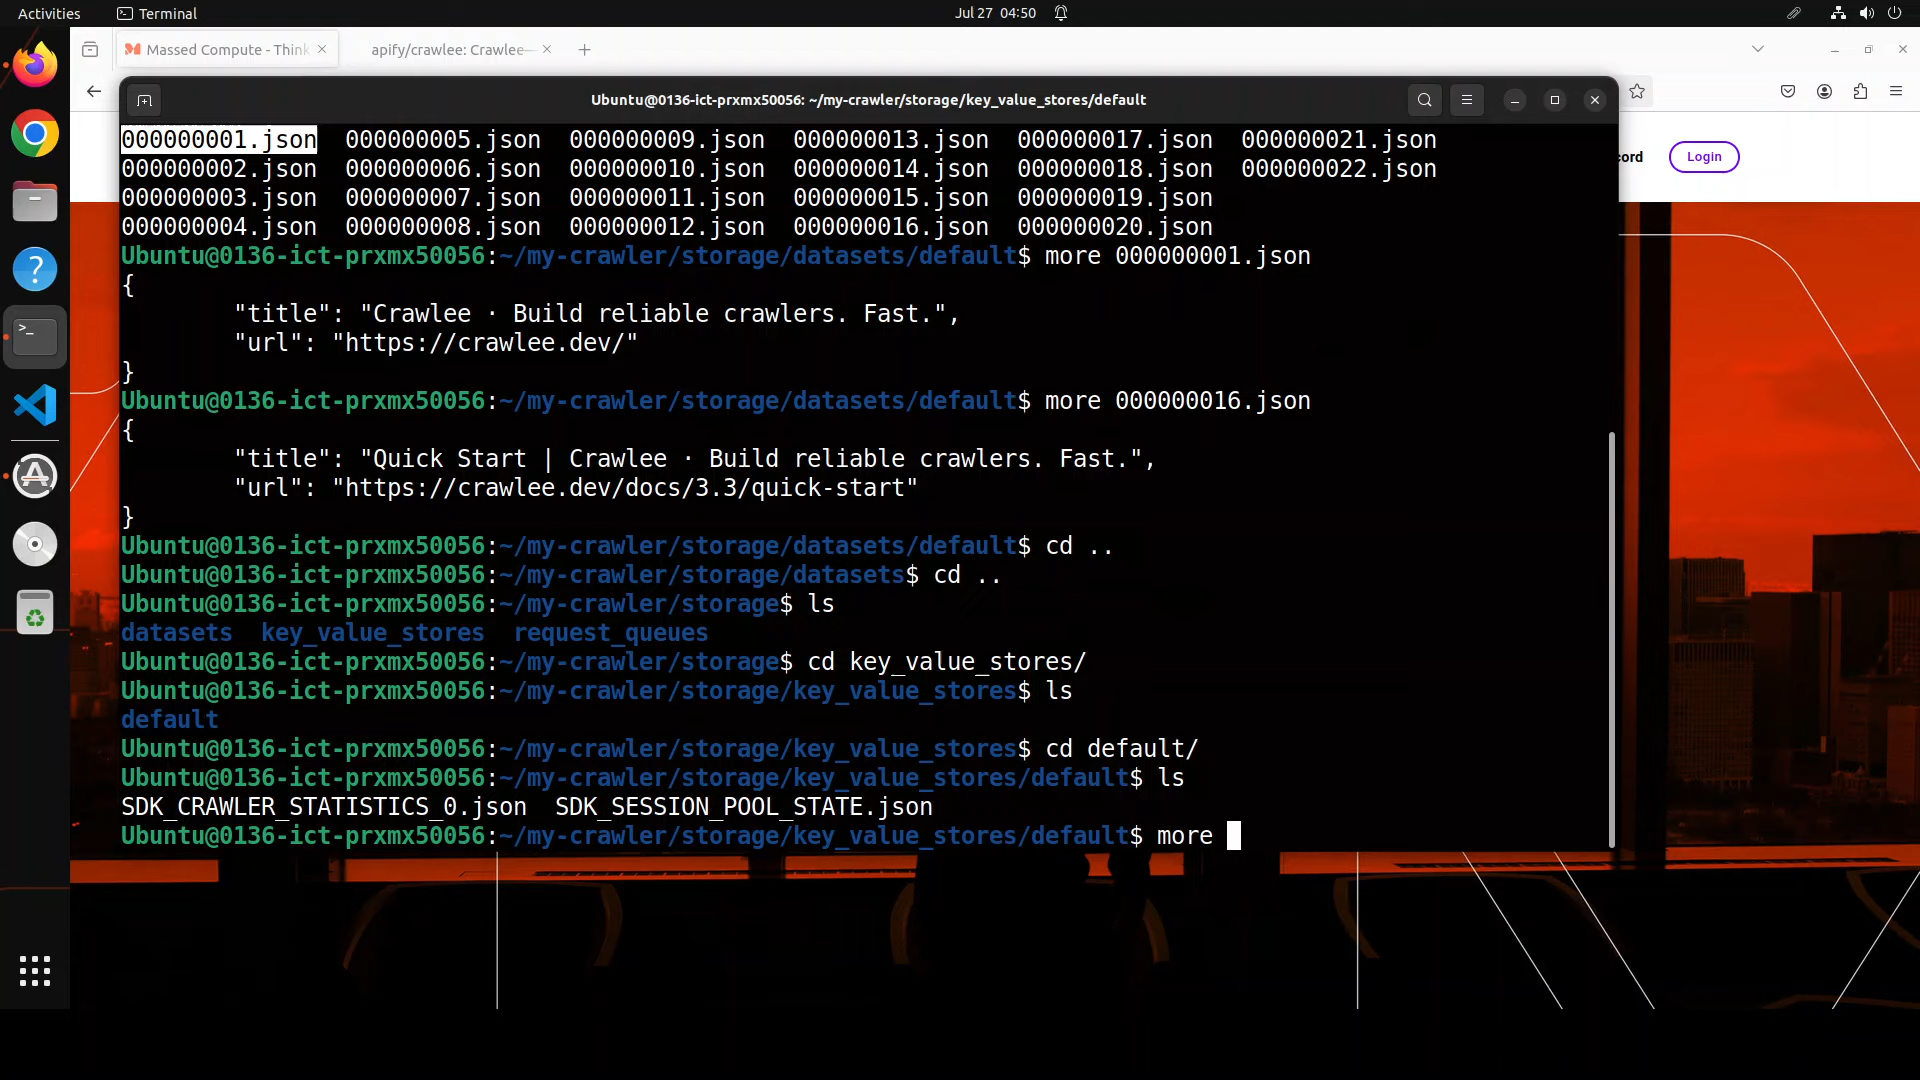 Activities
Terminal
Jul 27 04:50
Massed Compute - Think
apify/crawlee: Crawlee—
Ubuntu@0136-ict-prxmx50056: ~/my-crawler/storage/key_value_stores/default
cord
Login
000000001.json 000000005.json 000000009.json 000000013.json 000000017.json 000000021.json
000000002.json 000000006.json 000000010.json 000000014.json 000000018.json 000000022.json
000000003.json 000000007.json 000000011.json 000000015.json 000000019.json
000000004.json 000000008.json 000000012.json 000000016.json 000000020.json
Ubuntu@0136-ict-prxmx50056:~/my-crawler/storage/datasets/default$ more 000000001.json
{
"title": "Crawlee · Build reliable crawlers. Fast.",
"url": "https://crawlee.dev/"
}
Ubuntu@0136-ict-prxmx50056:~/my-crawler/storage/datasets/default$ more 000000016.json
{
"title": "Quick Start | Crawlee · Build reliable crawlers. Fast.",
"url": "https://crawlee.dev/docs/3.3/quick-start"
}
Ubuntu@0136-ict-prxmx50056:~/my-crawler/storage/datasets/default$ cd ..
Ubuntu@0136-ict-prxmx50056:~/my-crawler/storage/datasets$ cd ..
Ubuntu@0136-ict-prxmx50056:~/my-crawler/storage$ ls
datasets key_value_stores request_queues
Ubuntu@0136-ict-prxmx50056:~/my-crawler/storage$ cd key_value_stores/
Ubuntu@0136-ict-prxmx50056:~/my-crawler/storage/key_value_stores$ ls
default
Ubuntu@0136-ict-prxmx50056:~/my-crawler/storage/key_value_stores$ cd default/
Ubuntu@0136-ict-prxmx50056:~/my-crawler/storage/key_value_stores/default$ ls
SDK_CRAWLER_STATISTICS_0.json SDK_SESSION_POOL_STATE.json
Ubuntu@0136-ict-prxmx50056:~/my-crawler/storage/key_value_stores/default$ more